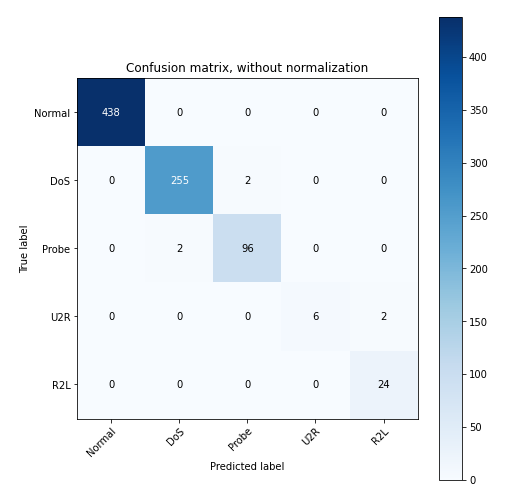 Confusion matrix, without normalization
True label
Normal 438 0 0 0 0
DoS 0 255 2 0 0
Probe 0 2 96 0 0
U2R 0 0 0 6 2
R2L 0 0 0 0 24
Normal DoS Probe U2R R2L
Predicted label
400
350
300
250
200
150
100
50
0